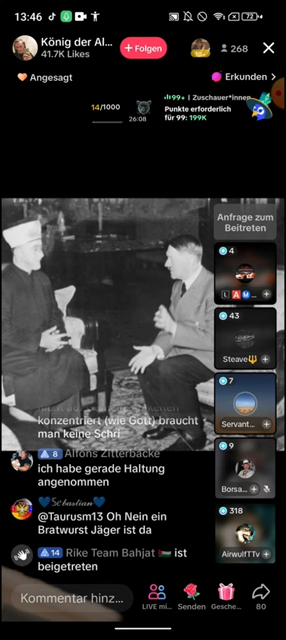 13:46
72
König der Al...
41.7K Likes
+ Folgen
268
Angesagt
Erkunden >
14/1000
26:08
99+ | Zuschauer*innen
Punkte erforderlich
für 99: 199K
Anfrage zum
Beitreten
4
L A M...
43
Steave
7
Servant...
9
Borsa...
318
AirwulfTTv
konzentriert (wie Gott) braucht
man keine Schri
8 Alfons Zitterbacke
ich habe gerade Haltung
angenommen
Sebastian
@Taurusm13 Oh Nein ein
Bratwurst Jäger ist da
14 Rike Team Bahjat 🇵🇸 ist
beigetreten
Kommentar hinz...
LIVE mi...
Senden
Gesche...
80